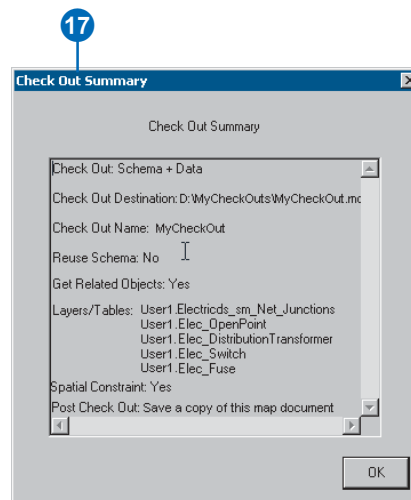 17
Check Out Summary
Check Out Summary
Check Out: Schema + Data
Check Out Destination: D:\MyCheckOuts\MyCheckOut.mc
Check Out Name: MyCheckOut
Reuse Schema: No
Get Related Objects: Yes
Layers/Tables: User1.Electricds_sm_Net_Junctions
User1.Elec_OpenPoint
User1.Elec_DistributionTransformer
User1.Elec_Switch
User1.Elec_Fuse
Spatial Constraint: Yes
Post Check Out: Save a copy of this map document
OK